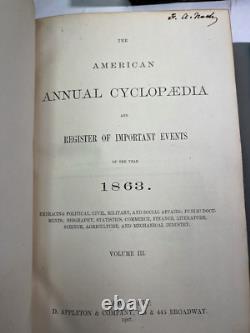 THE
AMERICAN
ANNUAL CYCLOPÆDIA
AND
REGISTER OF IMPORTANT EVENTS
OF THE YEAR
1863.
EMBRACING POLITICAL, CIVIL, MILITARY, AND SOCIAL AFFAIRS; PUBLIC DOCU-
MENTS; BIOGRAPHY, STATISTICS, COMMERCE, FINANCE, LITERATURE,
SCIENCE, AGRICULTURE, AND MECHANICAL INDUSTRY.
VOLUME III.
D. APPLETON & COMPANY, & 445 BROADWAY.